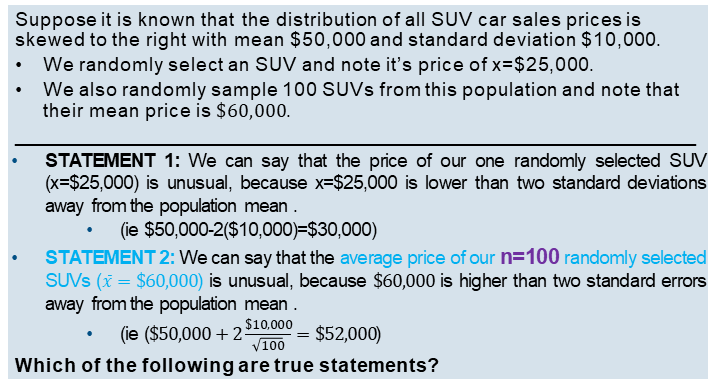 Suppose it is known that the distribution of all SUV car sales prices is
skewed to the right with mean $50,000 and standard deviation $10,000.
• We randomly select an SUV and note it's price of x=$25,000.
• We also randomly sample 100 SUVs from this population and note that
their mean price is $60,000.
• STATEMENT 1: We can say that the price of our one randomly selected SUV
(x=$25,000) is unusual, because x=$25,000 is lower than two standard deviations
away from the population mean .
• (ie $50,000-2($10,000)=$30,000)
• STATEMENT 2: We can say that the average price of our n=100 randomly selected
SUVs (x̄ = $60,000) is unusual, because $60,000 is higher than two standard errors
away from the population mean .
• (ie ($50,000 + 2 $10,000/√100 = $52,000)
Which of the following are true statements?